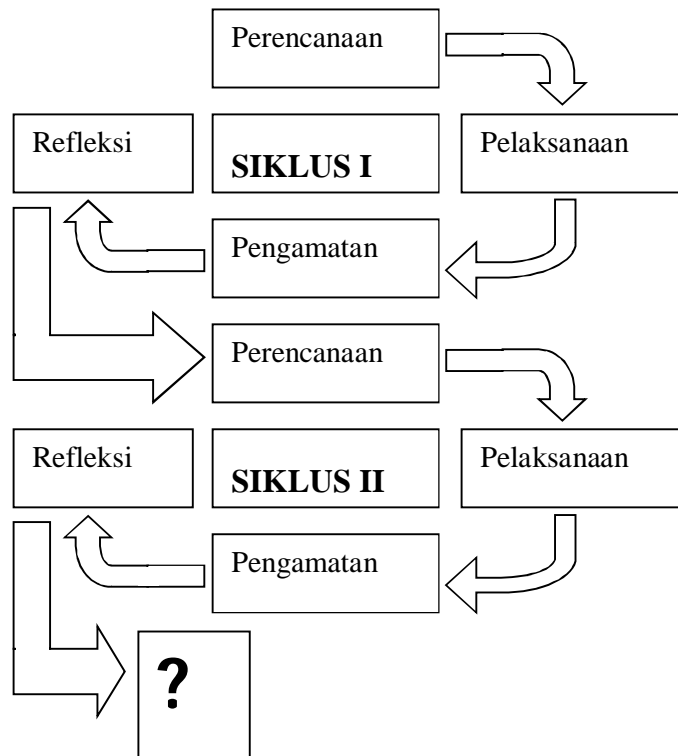 Perencanaan
Refleksi
SIKLUS I
Pelaksanaan
Pengamatan
Perencanaan
Refleksi
SIKLUS II
Pelaksanaan
Pengamatan
?